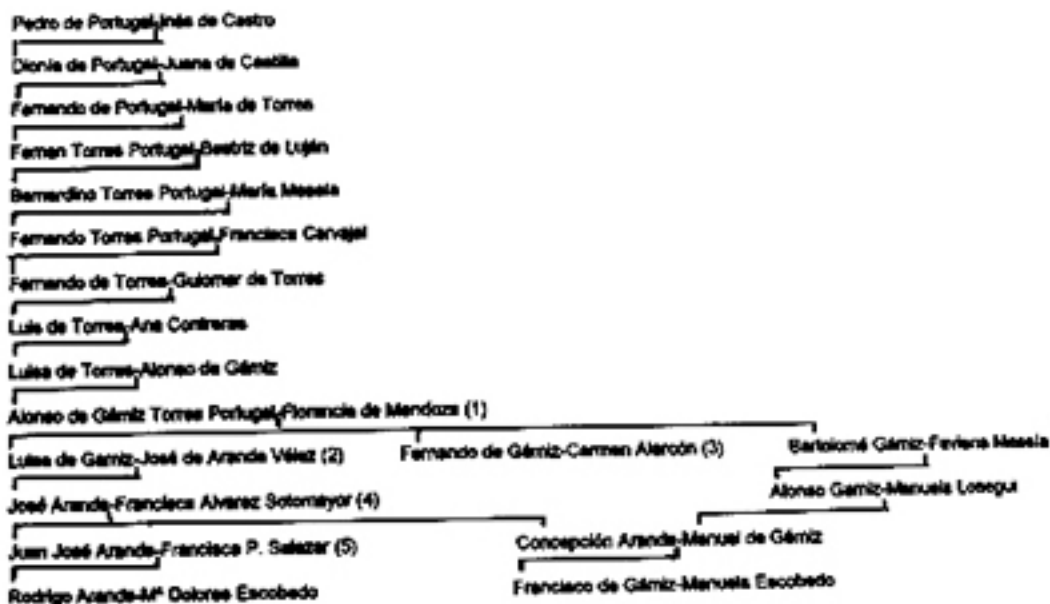 Pedro de Portugal-Inés de Castro
Dionís de Portugal-Juana de Castilla
Fernando de Portugal-María de Torres
Fernan Torres Portugal-Beatriz de Luján
Bernardino Torres Portugal-María Messía
Fernando Torres Portugal-Francisca Carvajal
Fernando de Torres-Guiomar de Torres
Luis de Torres-Ana Contreras
Luisa de Torres-Alonso de Gámiz
Alonso de Gámiz Torres Portugal-Florencia de Mendoza (1)
Luisa de Gamiz-José de Aranda Vélez (2)
Fernando de Gámiz-Carmen Alarcón (3)
Bartolomé Gámiz-Faviana Messía
José Aranda-Francisca Alvarez Sotomayor (4)
Alonso Gamiz-Manuela Losegui
Juan José Aranda-Francisca P. Salazar (5)
Concepción Aranda-Manuel de Gámiz
Rodrigo Aranda-Mª Dolores Escobedo
Francisco de Gámiz-Manuela Escobedo